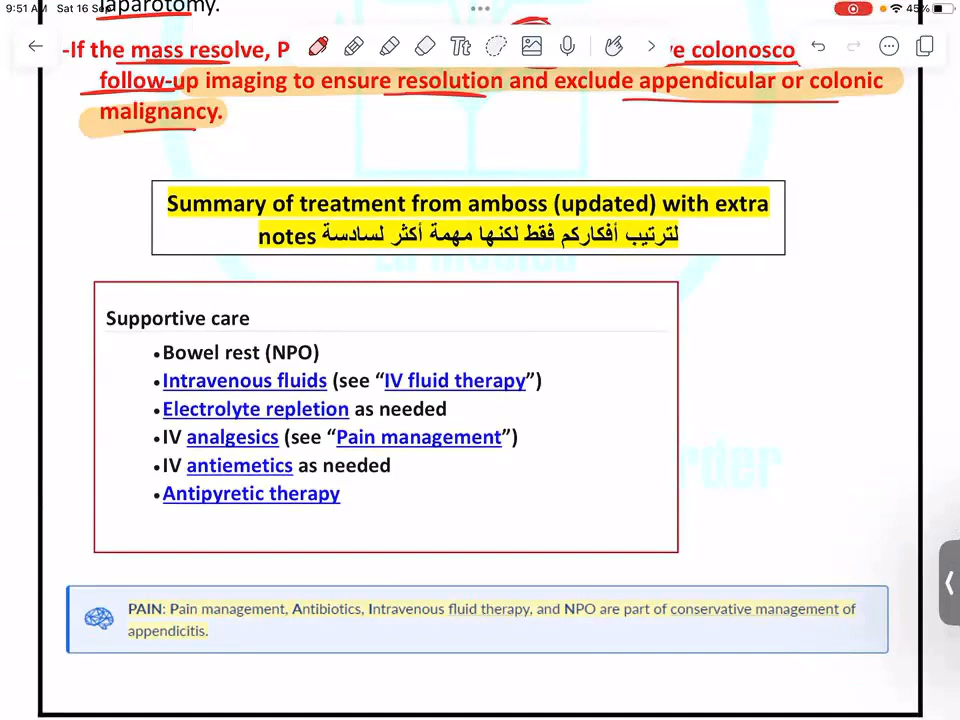 9:51 AM Sat 16 Sep
45%
laparotomy.
-If the mass resolve, P
Tt
colonosco
follow-up imaging to ensure resolution and exclude appendicular or colonic
malignancy.
Summary of treatment from amboss (updated) with extra
notes لترتيب أفكاركم فقط لكنها مهمة أكثر لسادسة
Supportive care
•Bowel rest (NPO)
•Intravenous fluids (see “IV fluid therapy”)
•Electrolyte repletion as needed
•IV analgesics (see “Pain management”)
•IV antiemetics as needed
•Antipyretic therapy
PAIN: Pain management, Antibiotics, Intravenous fluid therapy, and NPO are part of conservative management of
appendicitis.